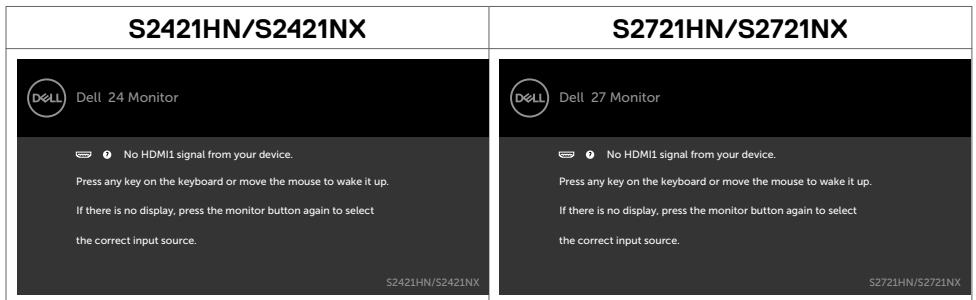 S2421HN/S2421NX
S2721HN/S2721NX
DELL
Dell 24 Monitor
No HDMI1 signal from your device.
Press any key on the keyboard or move the mouse to wake it up.
If there is no display, press the monitor button again to select
the correct input source.
S2421HN/S2421NX
DELL
Dell 27 Monitor
No HDMI1 signal from your device.
Press any key on the keyboard or move the mouse to wake it up.
If there is no display, press the monitor button again to select
the correct input source.
S2721HN/S2721NX